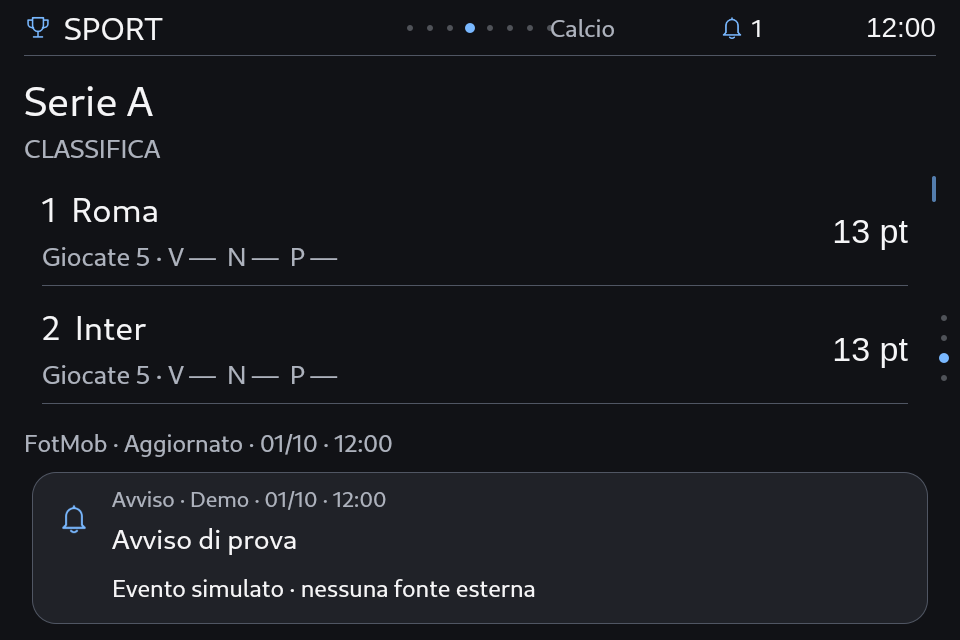 SPORT
Calcio
1
12:00
Serie A
CLASSIFICA
1 Roma
13 pt
Giocate 5 · V — N — P —
2 Inter
13 pt
Giocate 5 · V — N — P —
FotMob · Aggiornato · 01/10 · 12:00
Avviso · Demo · 01/10 · 12:00
Avviso di prova
Evento simulato · nessuna fonte esterna